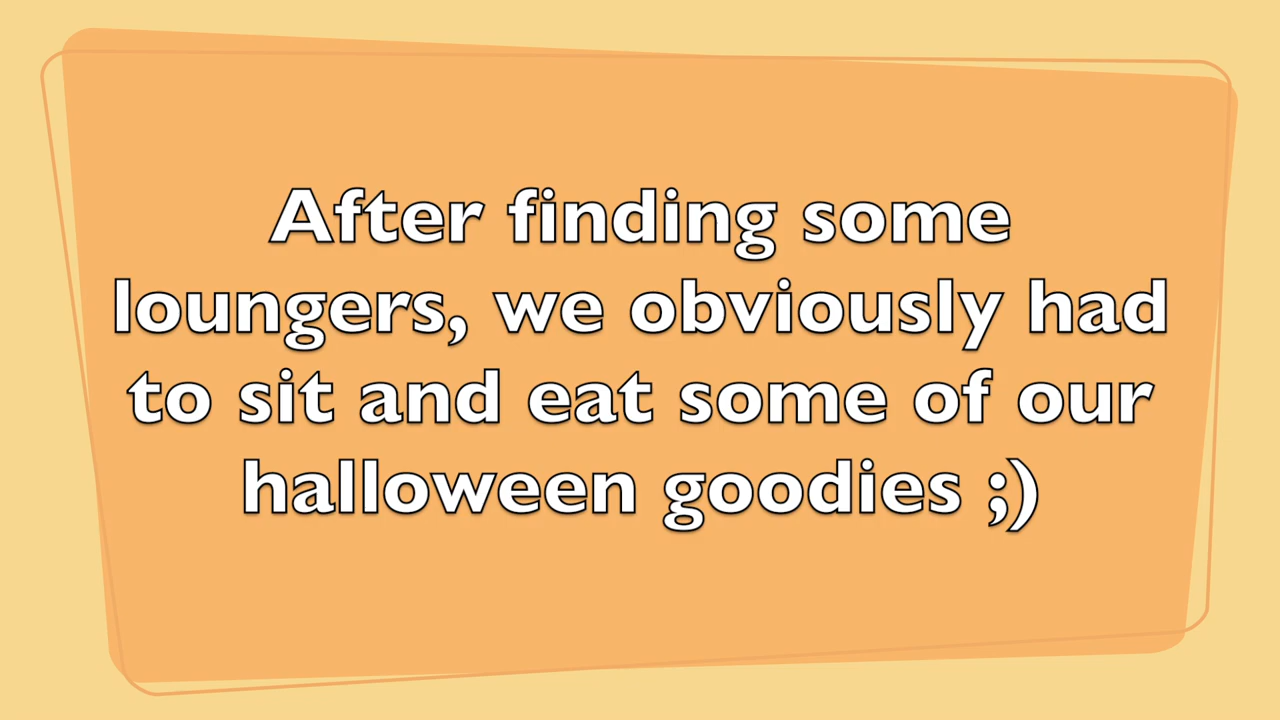 After finding some
loungers, we obviously had
to sit and eat some of our
halloween goodies ;)